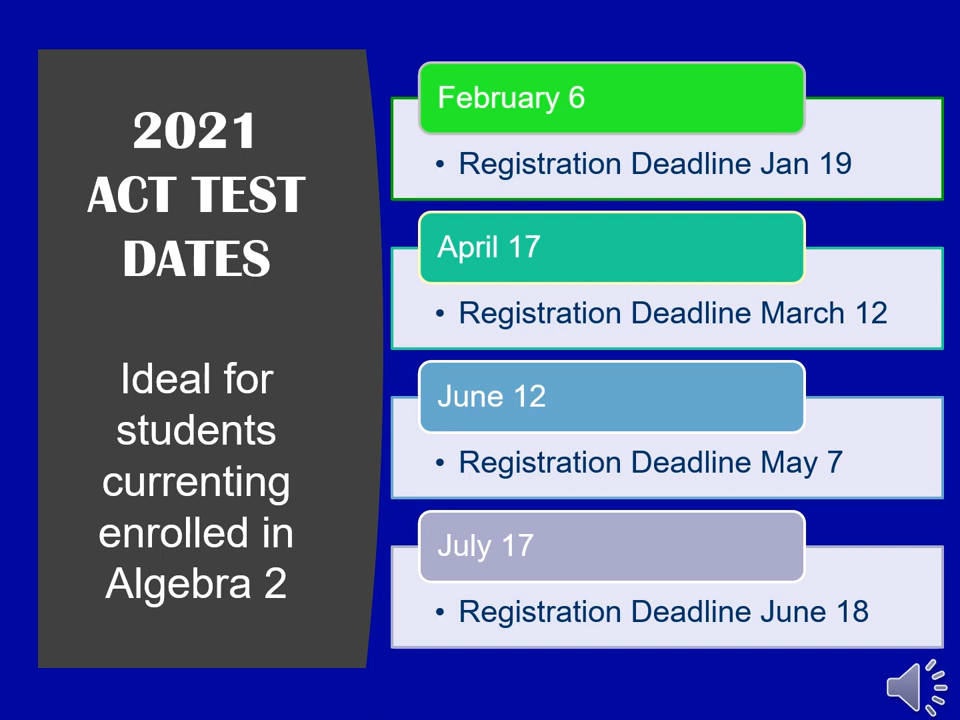 2021
ACT TEST
DATES
Ideal for
students
currenting
enrolled in
Algebra 2
February 6
• Registration Deadline Jan 19
April 17
• Registration Deadline March 12
June 12
• Registration Deadline May 7
July 17
• Registration Deadline June 18